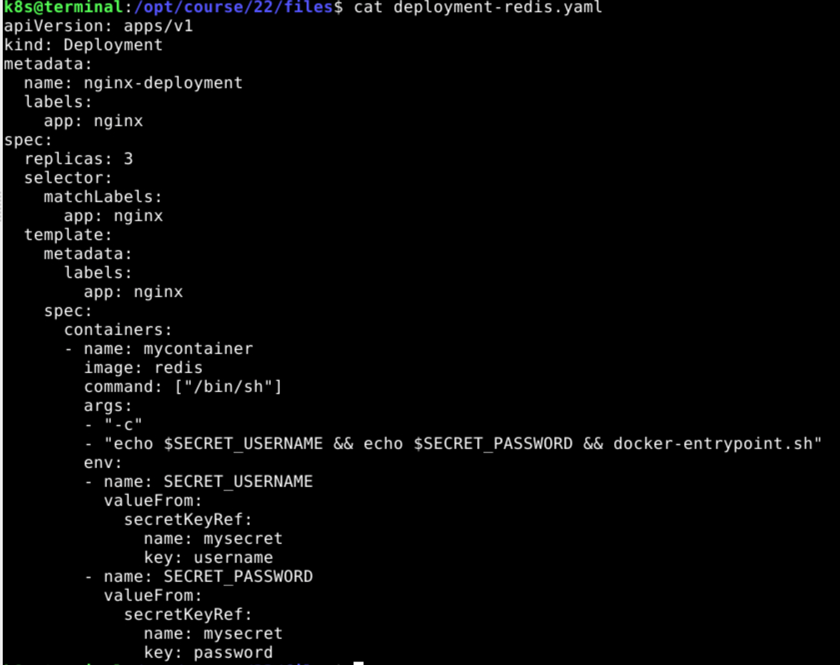 k8s@terminal:/opt/course/22/files$ cat deployment-redis.yaml
apiVersion: apps/v1
kind: Deployment
metadata:
  name: nginx-deployment
  labels:
    app: nginx
spec:
  replicas: 3
  selector:
    matchLabels:
      app: nginx
  template:
    metadata:
      labels:
        app: nginx
    spec:
      containers:
      - name: mycontainer
        image: redis
        command: ["/bin/sh"]
        args:
        - "-c"
        - "echo $SECRET_USERNAME && echo $SECRET_PASSWORD && docker-entrypoint.sh"
        env:
        - name: SECRET_USERNAME
          valueFrom:
            secretKeyRef:
              name: mysecret
              key: username
        - name: SECRET_PASSWORD
          valueFrom:
            secretKeyRef:
              name: mysecret
              key: password